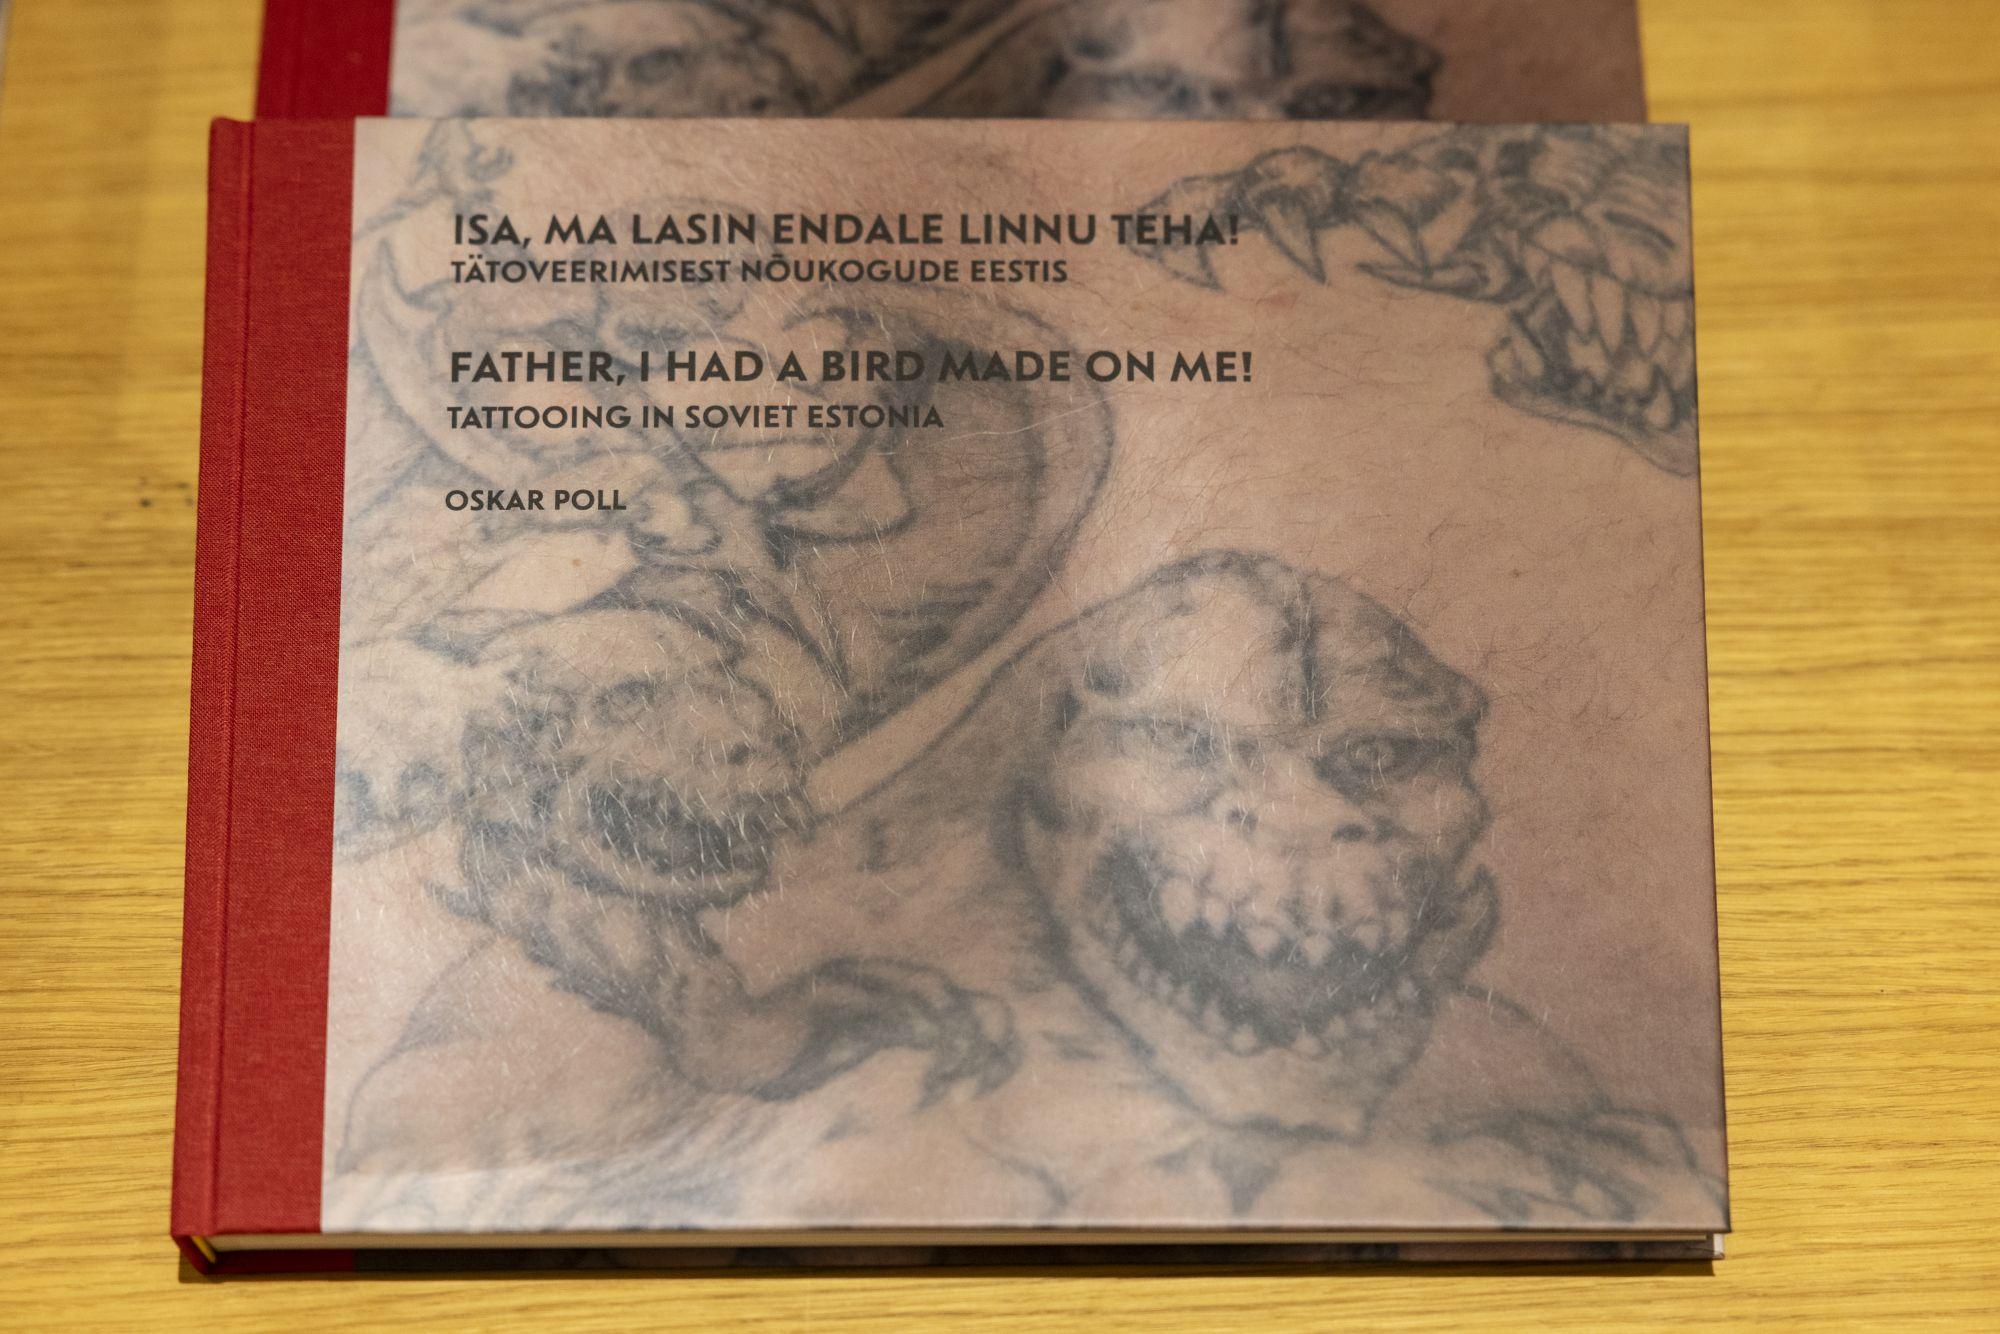 ISA, MA LASIN ENDALE LINNU TEHA!
TÄTOVEERIMISEST NÕUKOGUDE EESTIS
FATHER, I HAD A BIRD MADE ON ME!
TATTOOING IN SOVIET ESTONIA
OSKAR POLL